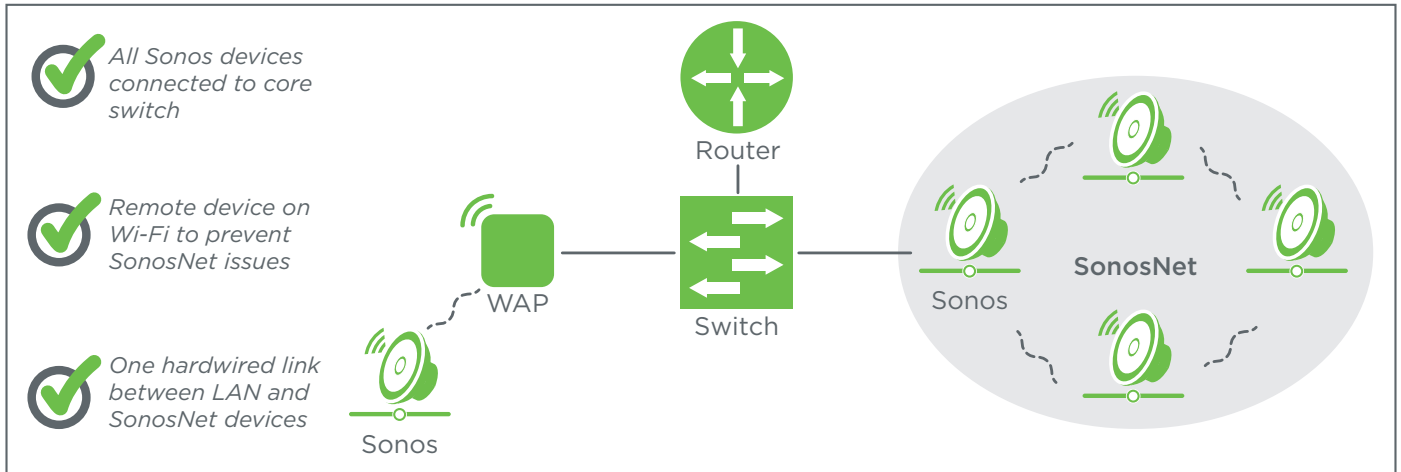 All Sonos devices
connected to core
switch
Remote device on
Wi-Fi to prevent
SonosNet issues
One hardwired link
between LAN and
SonosNet devices
Router
WAP
Switch
Sonos
Sonos
SonosNet